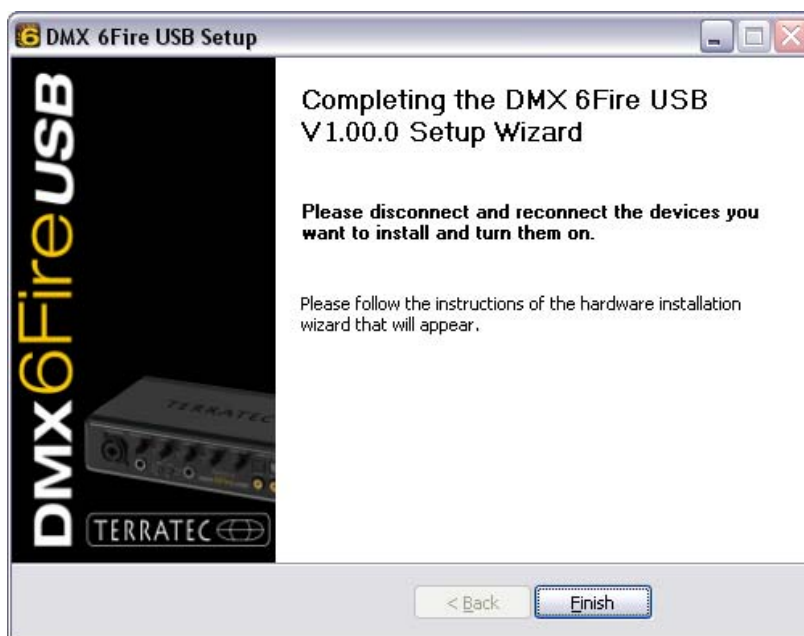 DMX 6Fire USB Setup
DMX6FireUSB
TERRATEC
TERRATEC
Completing the DMX 6Fire USB
V1.00.0 Setup Wizard
Please disconnect and reconnect the devices you
want to install and turn them on.
Please follow the instructions of the hardware installation
wizard that will appear.
< Back
Finish